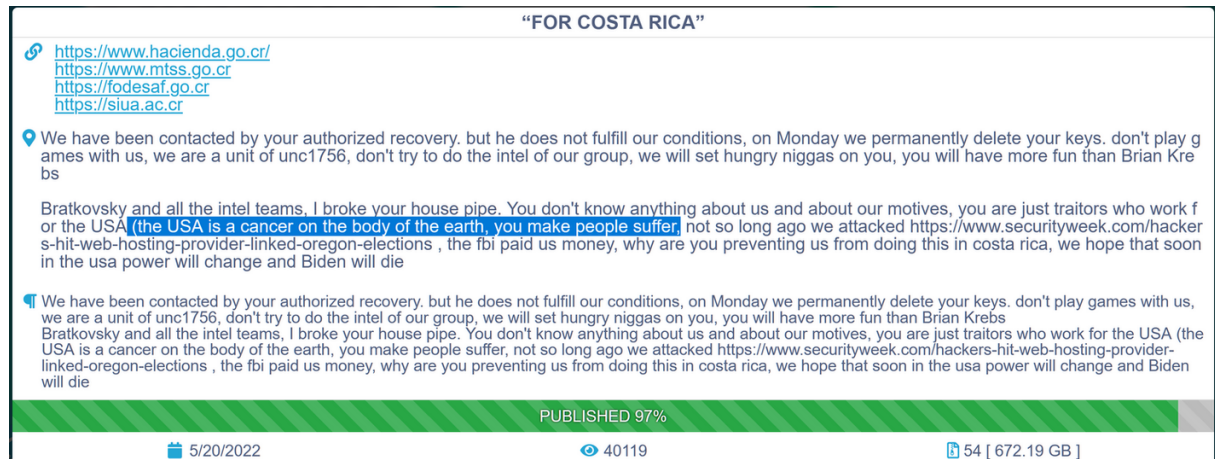 “FOR COSTA RICA”
https://www.hacienda.go.cr/
https://www.mtss.go.cr
https://fodesaf.go.cr
https://siua.ac.cr
We have been contacted by your authorized recovery. but he does not fulfill our conditions, on Monday we permanently delete your keys. don't play g
ames with us, we are a unit of unc1756, don't try to do the intel of our group, we will set hungry niggas on you, you will have more fun than Brian Kre
bs
Bratkovsky and all the intel teams, I broke your house pipe. You don't know anything about us and about our motives, you are just traitors who work f
or the USA (the USA is a cancer on the body of the earth, you make people suffer, not so long ago we attacked https://www.securityweek.com/hacker
s-hit-web-hosting-provider-linked-oregon-elections , the fbi paid us money, why are you preventing us from doing this in costa rica, we hope that soon
in the usa power will change and Biden will die
We have been contacted by your authorized recovery. but he does not fulfill our conditions, on Monday we permanently delete your keys. don't play games with us,
we are a unit of unc1756, don't try to do the intel of our group, we will set hungry niggas on you, you will have more fun than Brian Krebs
Bratkovsky and all the intel teams, I broke your house pipe. You don't know anything about us and about our motives, you are just traitors who work for the USA (the
USA is a cancer on the body of the earth, you make people suffer, not so long ago we attacked https://www.securityweek.com/hackers-hit-web-hosting-provider-
linked-oregon-elections , the fbi paid us money, why are you preventing us from doing this in costa rica, we hope that soon in the usa power will change and Biden
will die
PUBLISHED 97%
5/20/2022
40119
54 [ 672.19 GB ]